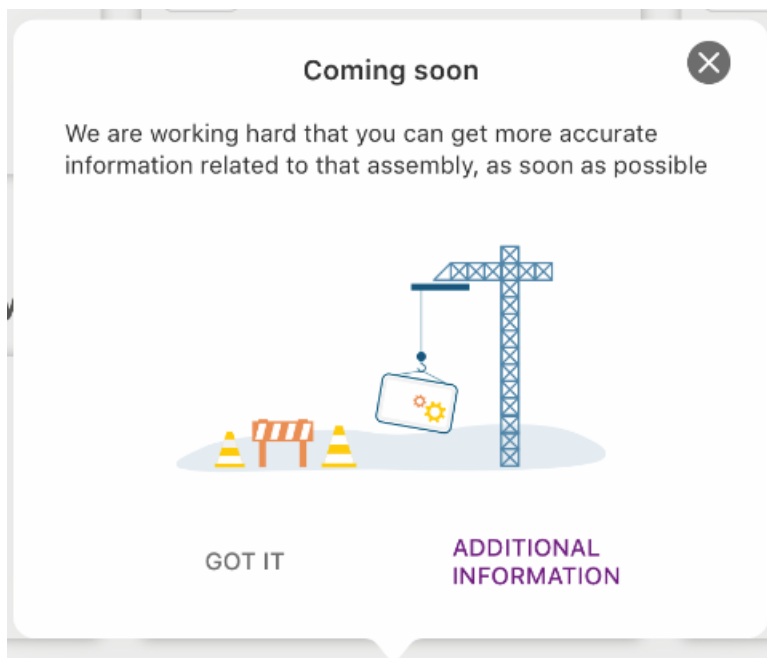 Coming soon
We are working hard that you can get more accurate
information related to that assembly, as soon as possible
GOT IT
ADDITIONAL
INFORMATION